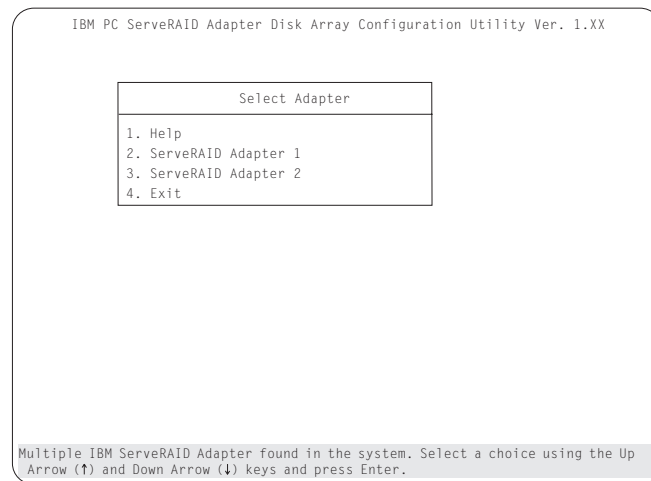 IBM PC ServeRAID Adapter Disk Array Configuration Utility Ver. 1.XX
Select Adapter
1. Help
2. ServeRAID Adapter 1
3. ServeRAID Adapter 2
4. Exit
Multiple IBM ServeRAID Adapter found in the system. Select a choice using the Up
Arrow (↑) and Down Arrow (↓) keys and press Enter.